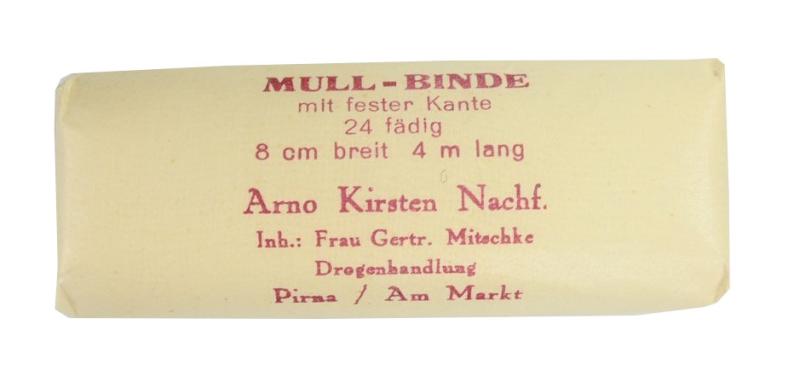 MULL-BINDE
mit fester Kante
24 fädig
8 cm breit 4 m lang
Arno Kirsten Nachf.
Inh.: Frau Gertr. Mitschke
Drogenhandlung
Pirna / Am Markt